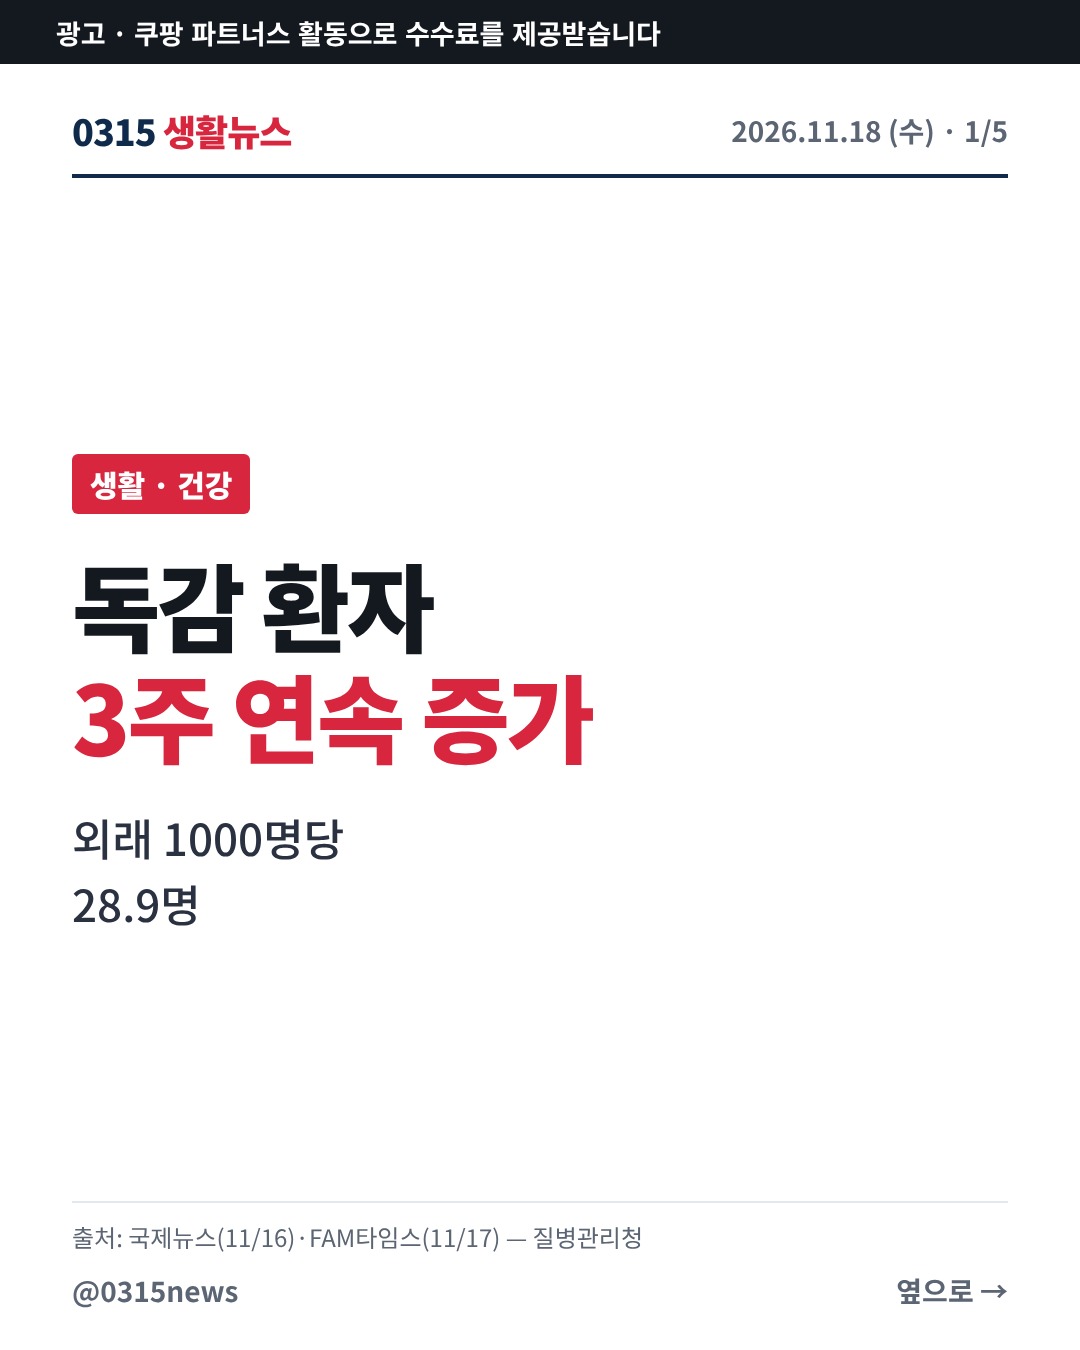 광고 · 쿠팡 파트너스 활동으로 수수료를 제공받습니다
0315 생활뉴스
2026.11.18 (수) · 1/5
생활 · 건강
독감 환자
3주 연속 증가
외래 1000명당
28.9명
출처: 국제뉴스(11/16)·FAM타임스(11/17) — 질병관리청
@0315news
옆으로 →